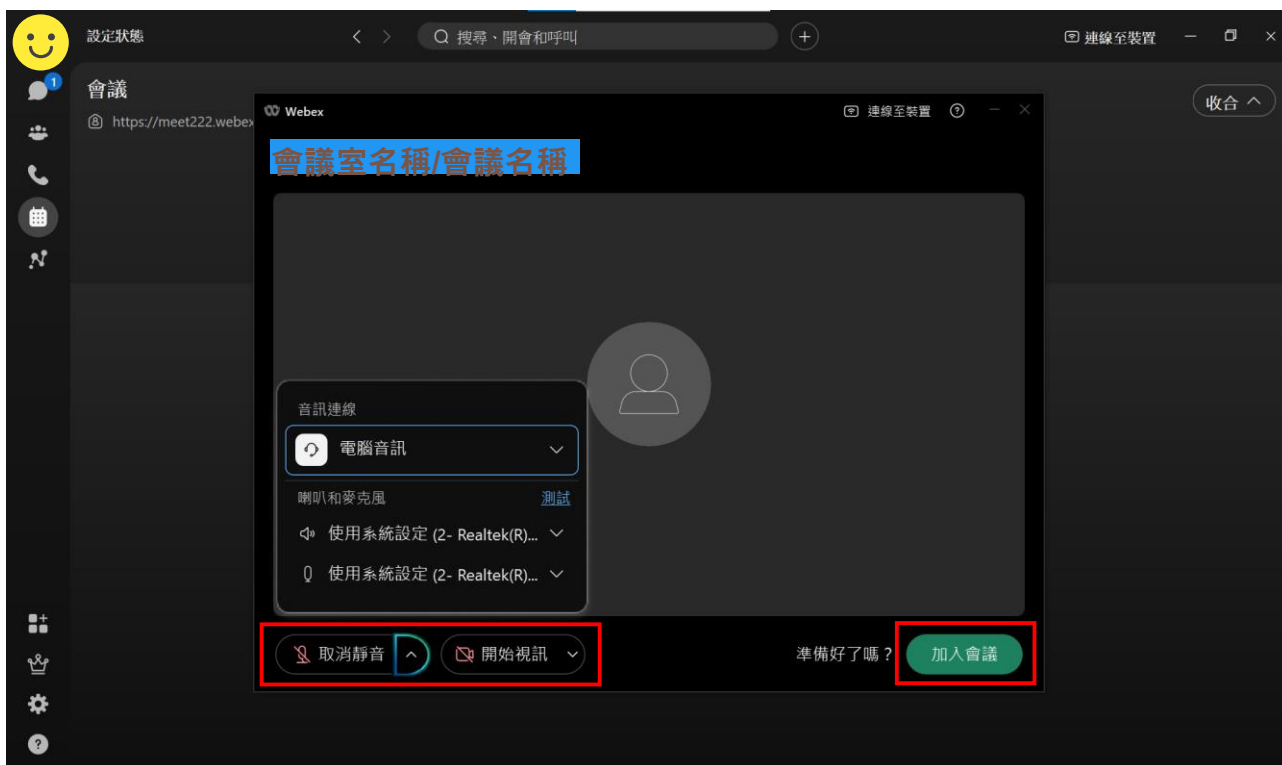 設定狀態
搜尋、開會和呼叫
連線至裝置
1
會議
https://meet222.webex
收合
Webex
連線至裝置
會議室名稱/會議名稱
音訊連線
電腦音訊
喇叭和麥克風 測試
使用系統設定 (2- Realtek(R)...
使用系統設定 (2- Realtek(R)...
取消靜音
開始視訊
準備好了嗎？
加入會議